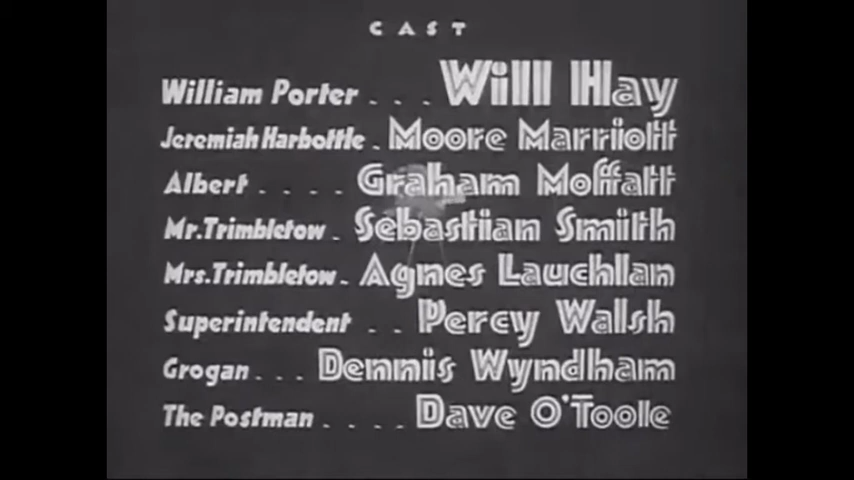 CAST
William Porter . . . Will Hay
Jeremiah Harbottle . Moore Marriott
Albert . . . . Graham Moffatt
Mr. Trimbletow . Sebastian Smith
Mrs. Trimbletow . Agnes Lauchlan
Superintendent . . Percy Walsh
Grogan . . . Dennis Wyndham
The Postman . . . . Dave O'Toole